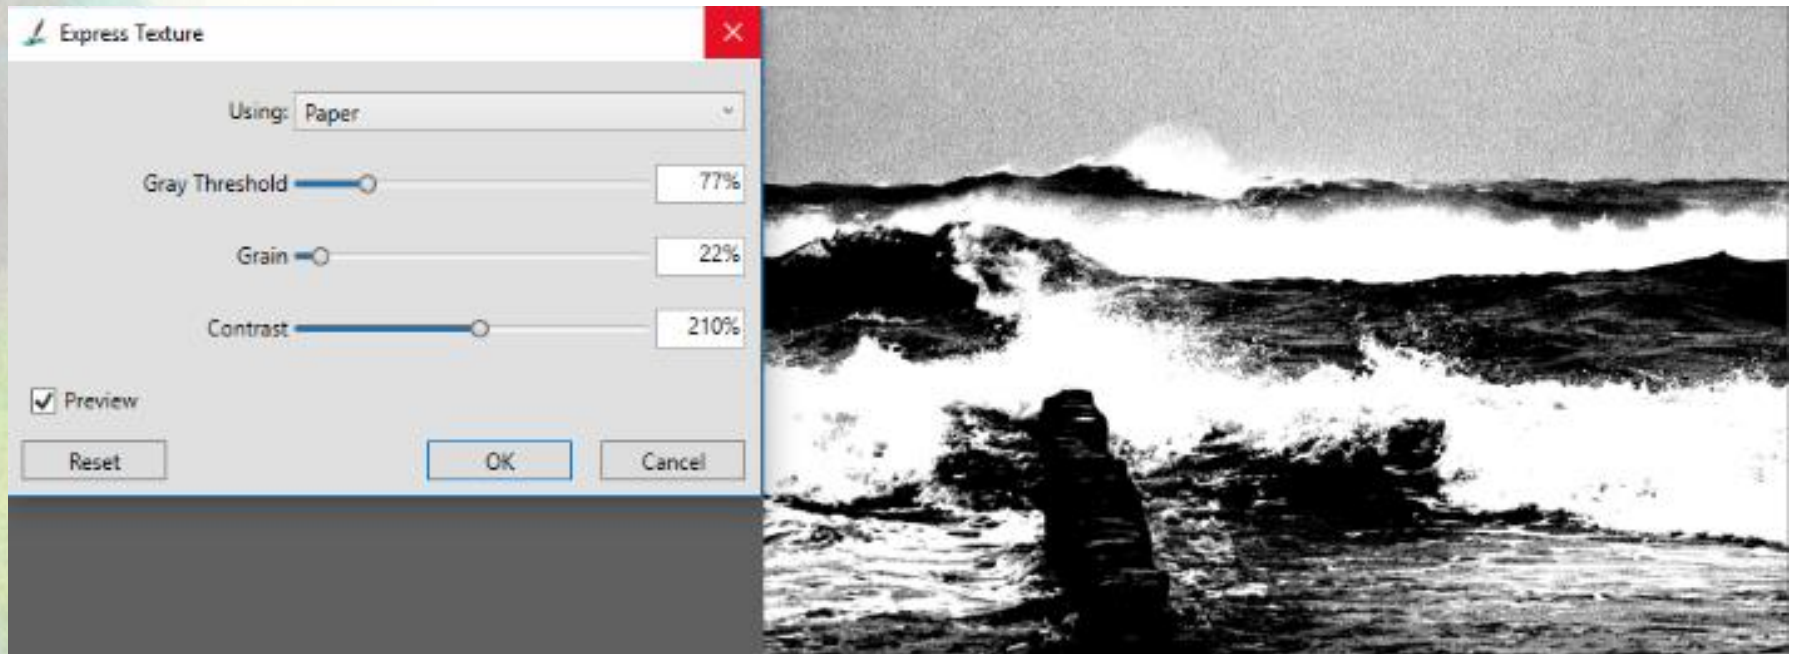 Express Texture
Using: Paper
Gray Threshold 77%
Grain 22%
Contrast 210%
Preview
Reset OK Cancel